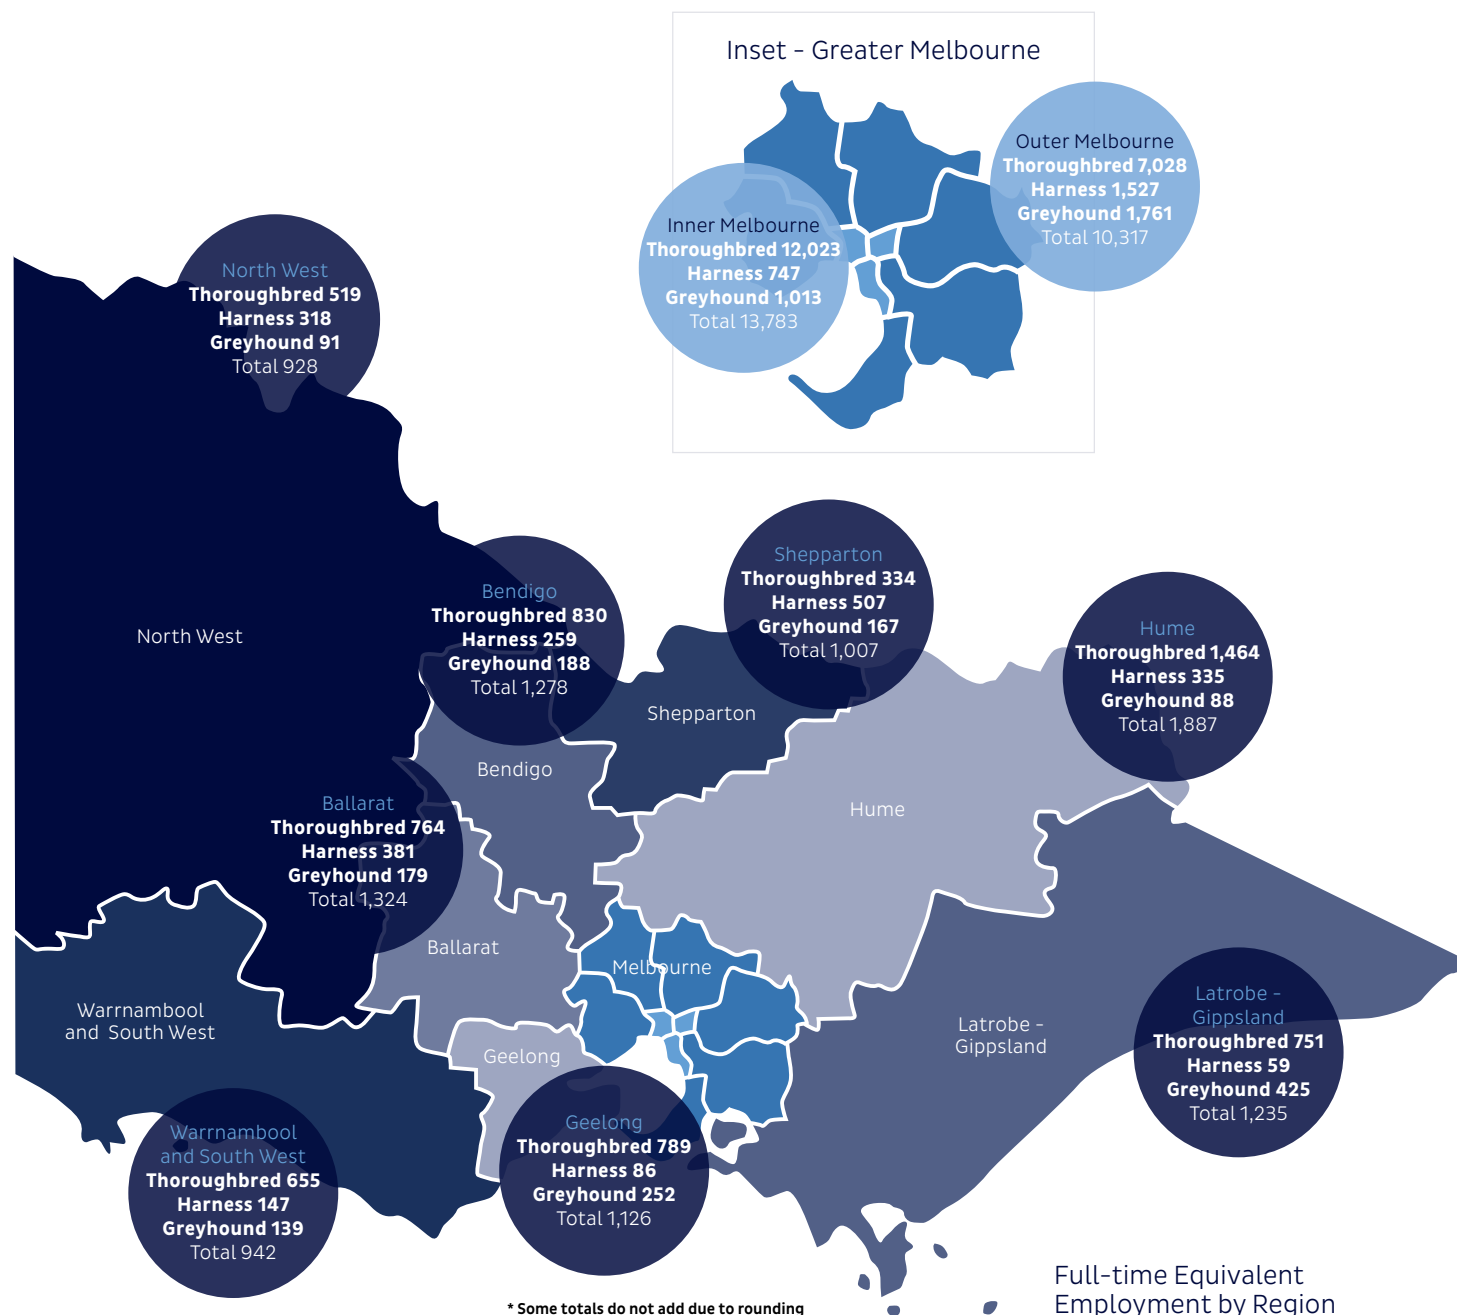 Inset - Greater Melbourne
Outer Melbourne
Thoroughbred 7,028
Harness 1,527
Greyhound 1,761
Total 10,317
Inner Melbourne
Thoroughbred 12,023
Harness 747
Greyhound 1,013
Total 13,783
North West
Thoroughbred 519
Harness 318
Greyhound 91
Total 928
Shepparton
Thoroughbred 334
Harness 507
Greyhound 167
Total 1,007
Bendigo
Thoroughbred 830
Harness 259
Greyhound 188
Total 1,278
Hume
Thoroughbred 1,464
Harness 335
Greyhound 88
Total 1,887
North West
Shepparton
Bendigo
Hume
Ballarat
Thoroughbred 764
Harness 381
Greyhound 179
Total 1,324
Ballarat
Melbourne
Warrnambool
and South West
Geelong
Latrobe -
Gippsland
Latrobe -
Gippsland
Thoroughbred 751
Harness 59
Greyhound 425
Total 1,235
Warrnambool
and South West
Thoroughbred 655
Harness 147
Greyhound 139
Total 942
Geelong
Thoroughbred 789
Harness 86
Greyhound 252
Total 1,126
Full-time Equivalent
Employment by Region
* Some totals do not add due to rounding